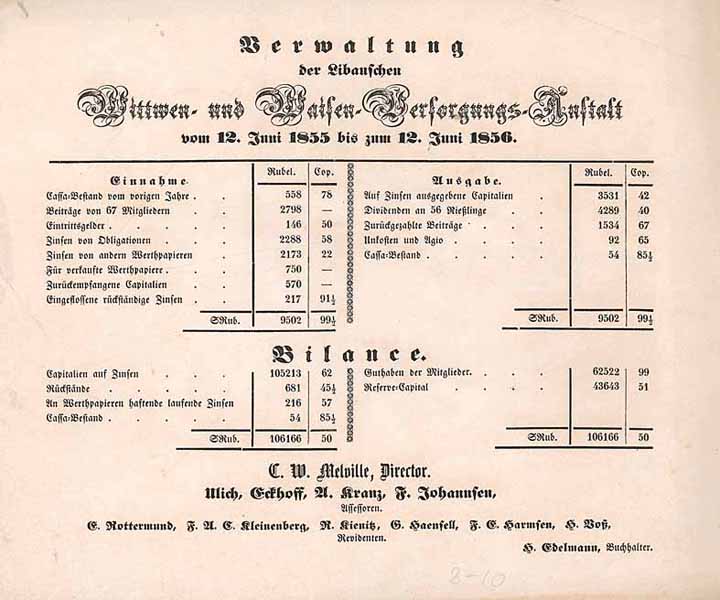 Verwaltung
der Libauschen
Wittwen- und Waisen-Versorgungs-Anstalt
vom 12. Juni 1855 bis zum 12. Juni 1856.
Einnahme. Rubel. Cop.
Cassa-Bestand vom vorigen Jahre . . 558 78
Beiträge von 67 Mitgliedern . . 2798 —
Eintrittsgelder . . . . . 146 50
Zinsen von Obligationen . . . 2288 58
Zinsen von andern Werthpapieren . 2173 22
Für verkaufte Werthpapiere . . . 750 —
Zurückempfangene Capitalien . . 570 —
Eingeflossene rückständige Zinsen . . 217 91½
SRub. 9502 99½
Ausgabe. Rubel. Cop.
Auf Zinsen ausgegebene Capitalien . 3531 42
Dividenden an 56 Nießlinge . . 4289 40
Zurückgezahlte Beiträge . . . 1534 67
Unkosten und Agio . . . . 92 65
Cassa-Bestand . . . . . 54 85½
SRub. 9502 99½
Bilance.
Capitalien auf Zinsen . . . 105213 62
Rückstände . . . . . 681 45½
An Werthpapieren haftende laufende Zinsen 216 57
Cassa-Bestand . . . . . 54 85½
SRub. 106166 50
Guthaben der Mitglieder. . . . 62522 99
Reserve-Capital . . . . 43643 51
SRub. 106166 50
C. W. Melville, Director.
Ulich, Eckhoff, A. Kranz, F. Johannsen,
Assessoren.
E. Rottermund, F. A. C. Kleinenberg, R. Kienitz, G. Haensell, F. E. Harmsen, H. Voß,
Revidenten.
H. Edelmann, Buchhalter.
8-10